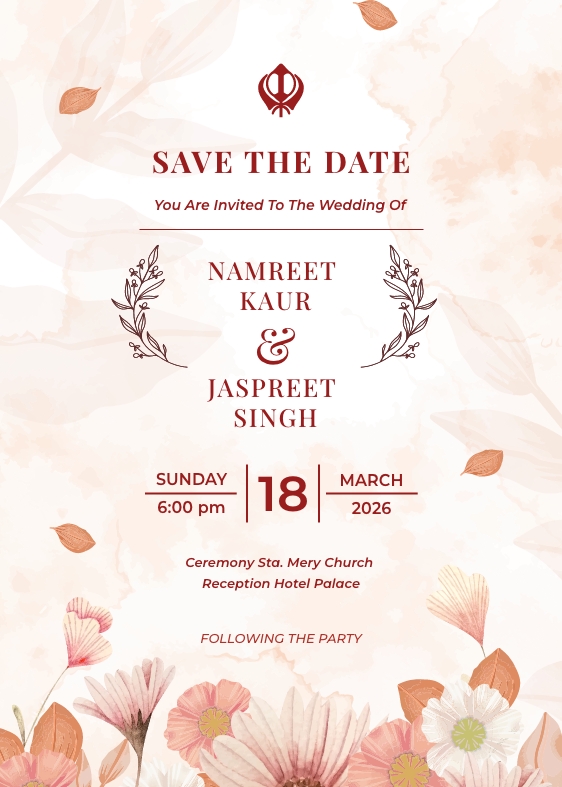 SAVE THE DATE
You Are Invited To The Wedding Of
NAMREET
KAUR
&
JASPREET
SINGH
SUNDAY
6:00 pm
18
MARCH
2026
Ceremony Sta. Mery Church
Reception Hotel Palace
FOLLOWING THE PARTY